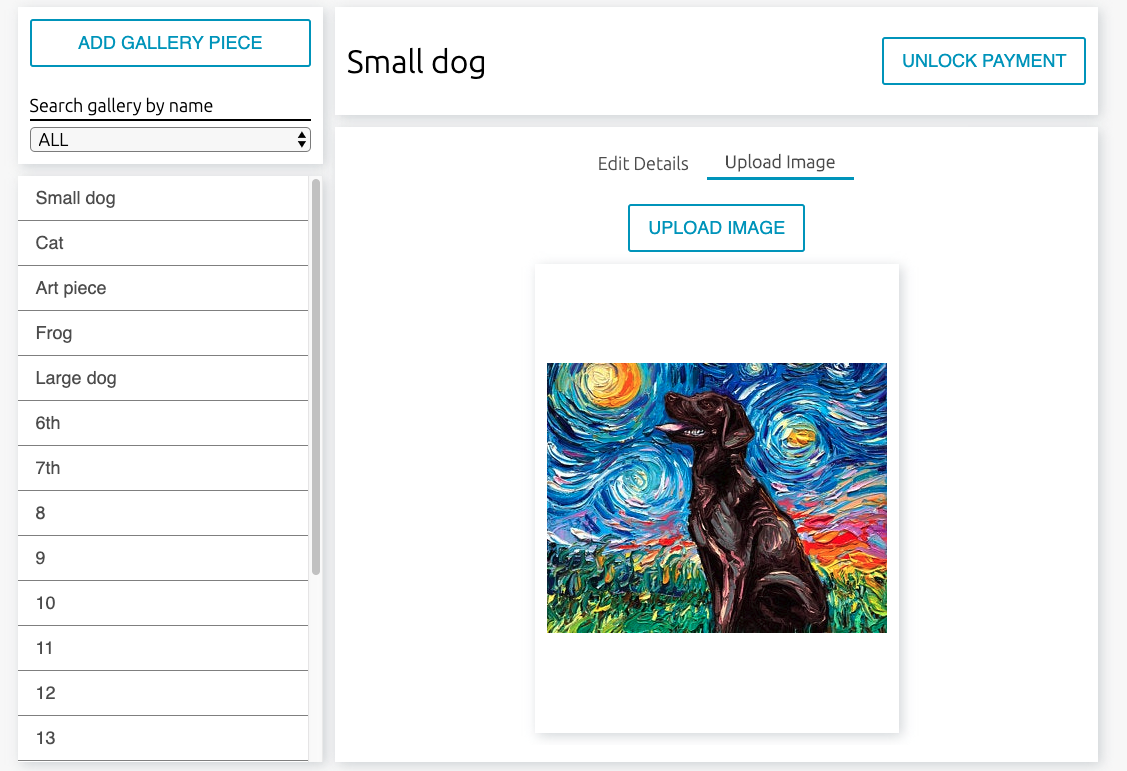 ADD GALLERY PIECE
Search gallery by name
ALL
Small dog
Cat
Art piece
Frog
Large dog
6th
7th
8
9
10
11
12
13
Small dog
UNLOCK PAYMENT
Edit Details
Upload Image
UPLOAD IMAGE